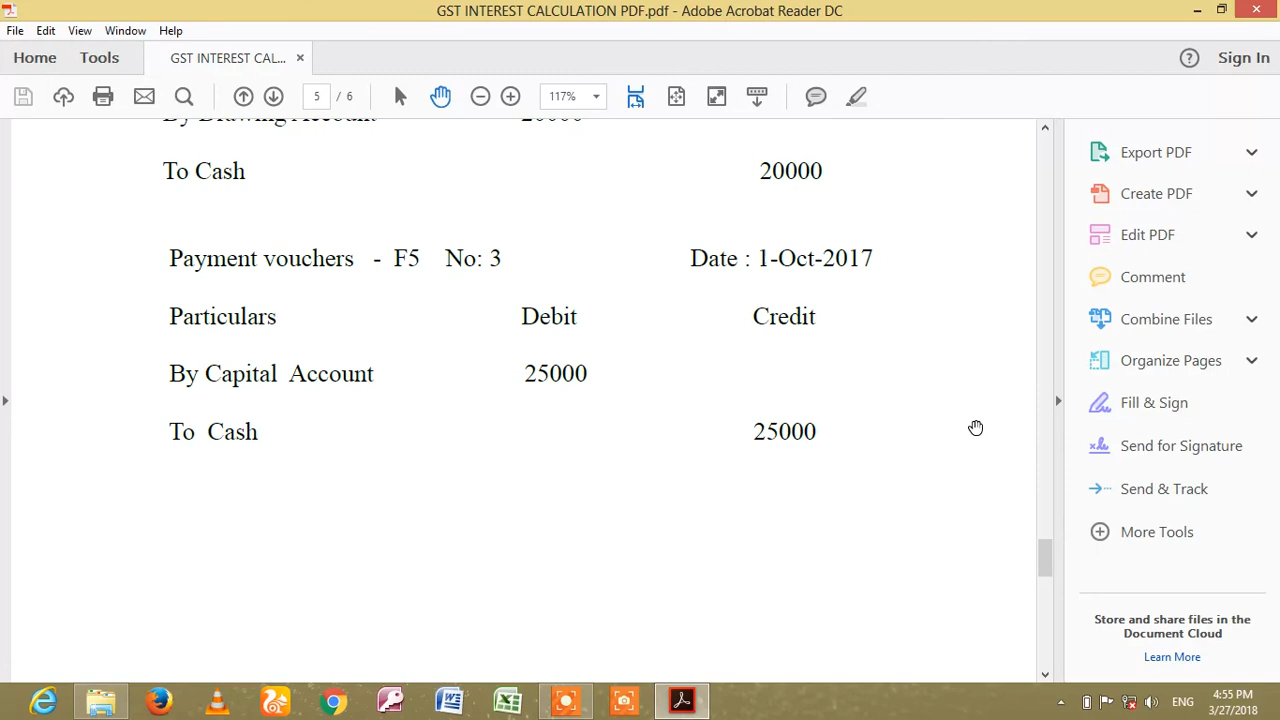 GST INTEREST CALCULATION PDF.pdf - Adobe Acrobat Reader DC
File Edit View Window Help
Home Tools GST INTEREST CAL... ×
Sign In
5 / 6 117%
By Drawing Account 20000
To Cash 20000
Payment vouchers - F5 No: 3 Date : 1-Oct-2017
Particulars Debit Credit
By Capital Account 25000
To Cash 25000
Export PDF
Create PDF
Edit PDF
Comment
Combine Files
Organize Pages
Fill & Sign
Send for Signature
Send & Track
More Tools
Store and share files in the
Document Cloud
Learn More
ENG
4:55 PM
3/27/2018